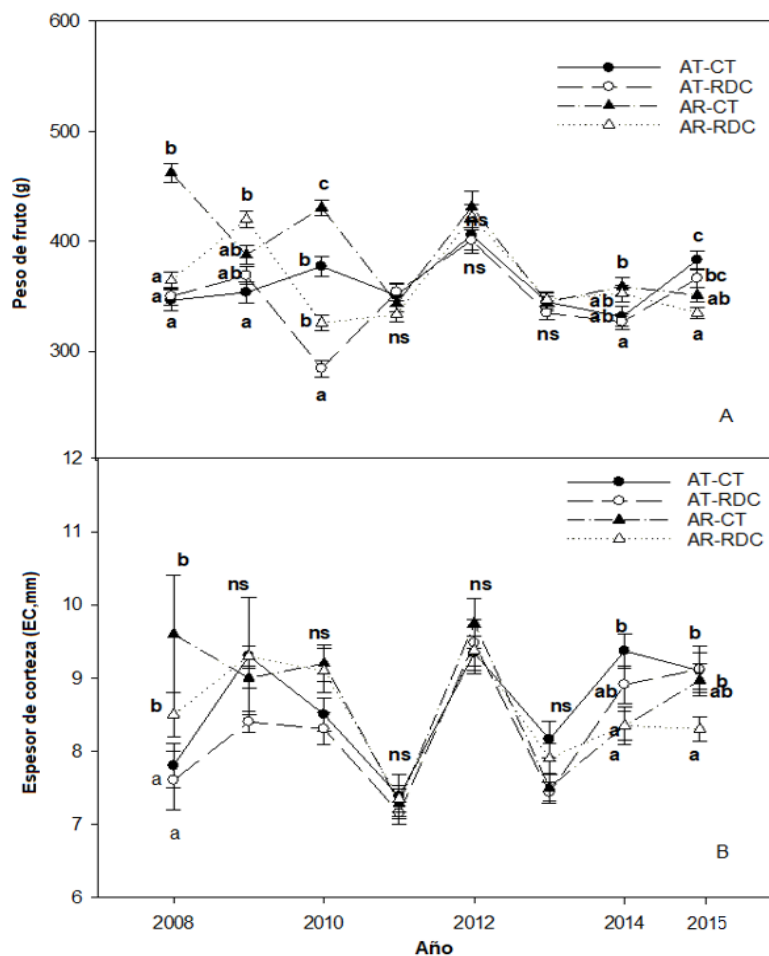 600
500
400
300
Peso de fruto (g)
AT-CT
AT-RDC
AR-CT
AR-RDC
b
b
c
ab
ab
b
a
a
a
a
b
a
ns
ns
ns
ns
b
ab
ab
a
c
bc
ab
a
A
12
11
10
9
8
7
6
Espesor de corteza (EC,mm)
AT-CT
AT-RDC
AR-CT
AR-RDC
b
b
a
a
ns
ns
ns
ns
ns
b
ab
a
a
b
b
ab
a
B
2008
2010
2012
2014
2015
Año